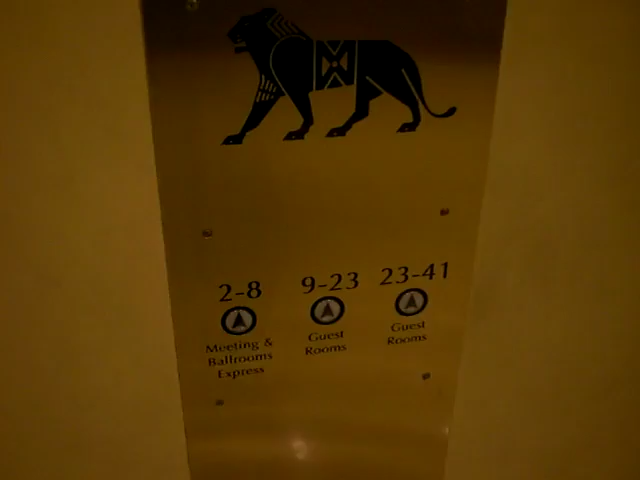 2-8 9-23 23-41
Meeting &
Ballrooms
Express
Guest
Rooms
Guest
Rooms